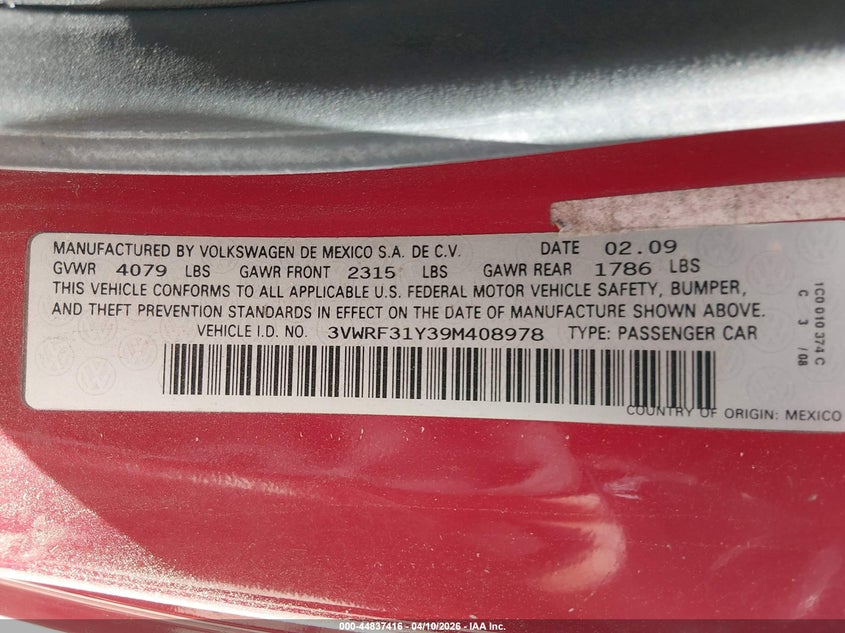 MANUFACTURED BY VOLKSWAGEN DE MEXICO S.A. DE C.V. DATE 02.09
GVWR 4079 LBS GAWR FRONT 2315 LBS GAWR REAR 1786 LBS
THIS VEHICLE CONFORMS TO ALL APPLICABLE U.S. FEDERAL MOTOR VEHICLE SAFETY, BUMPER,
AND THEFT PREVENTION STANDARDS IN EFFECT ON THE DATE OF MANUFACTURE SHOWN ABOVE.
VEHICLE I.D. NO. 3VWRF31Y39M408978 TYPE: PASSENGER CAR
COUNTRY OF ORIGIN: MEXICO
1C0 010 374 C
C 3 /08
000-44837416 - 04/10/2026 - IAA Inc.